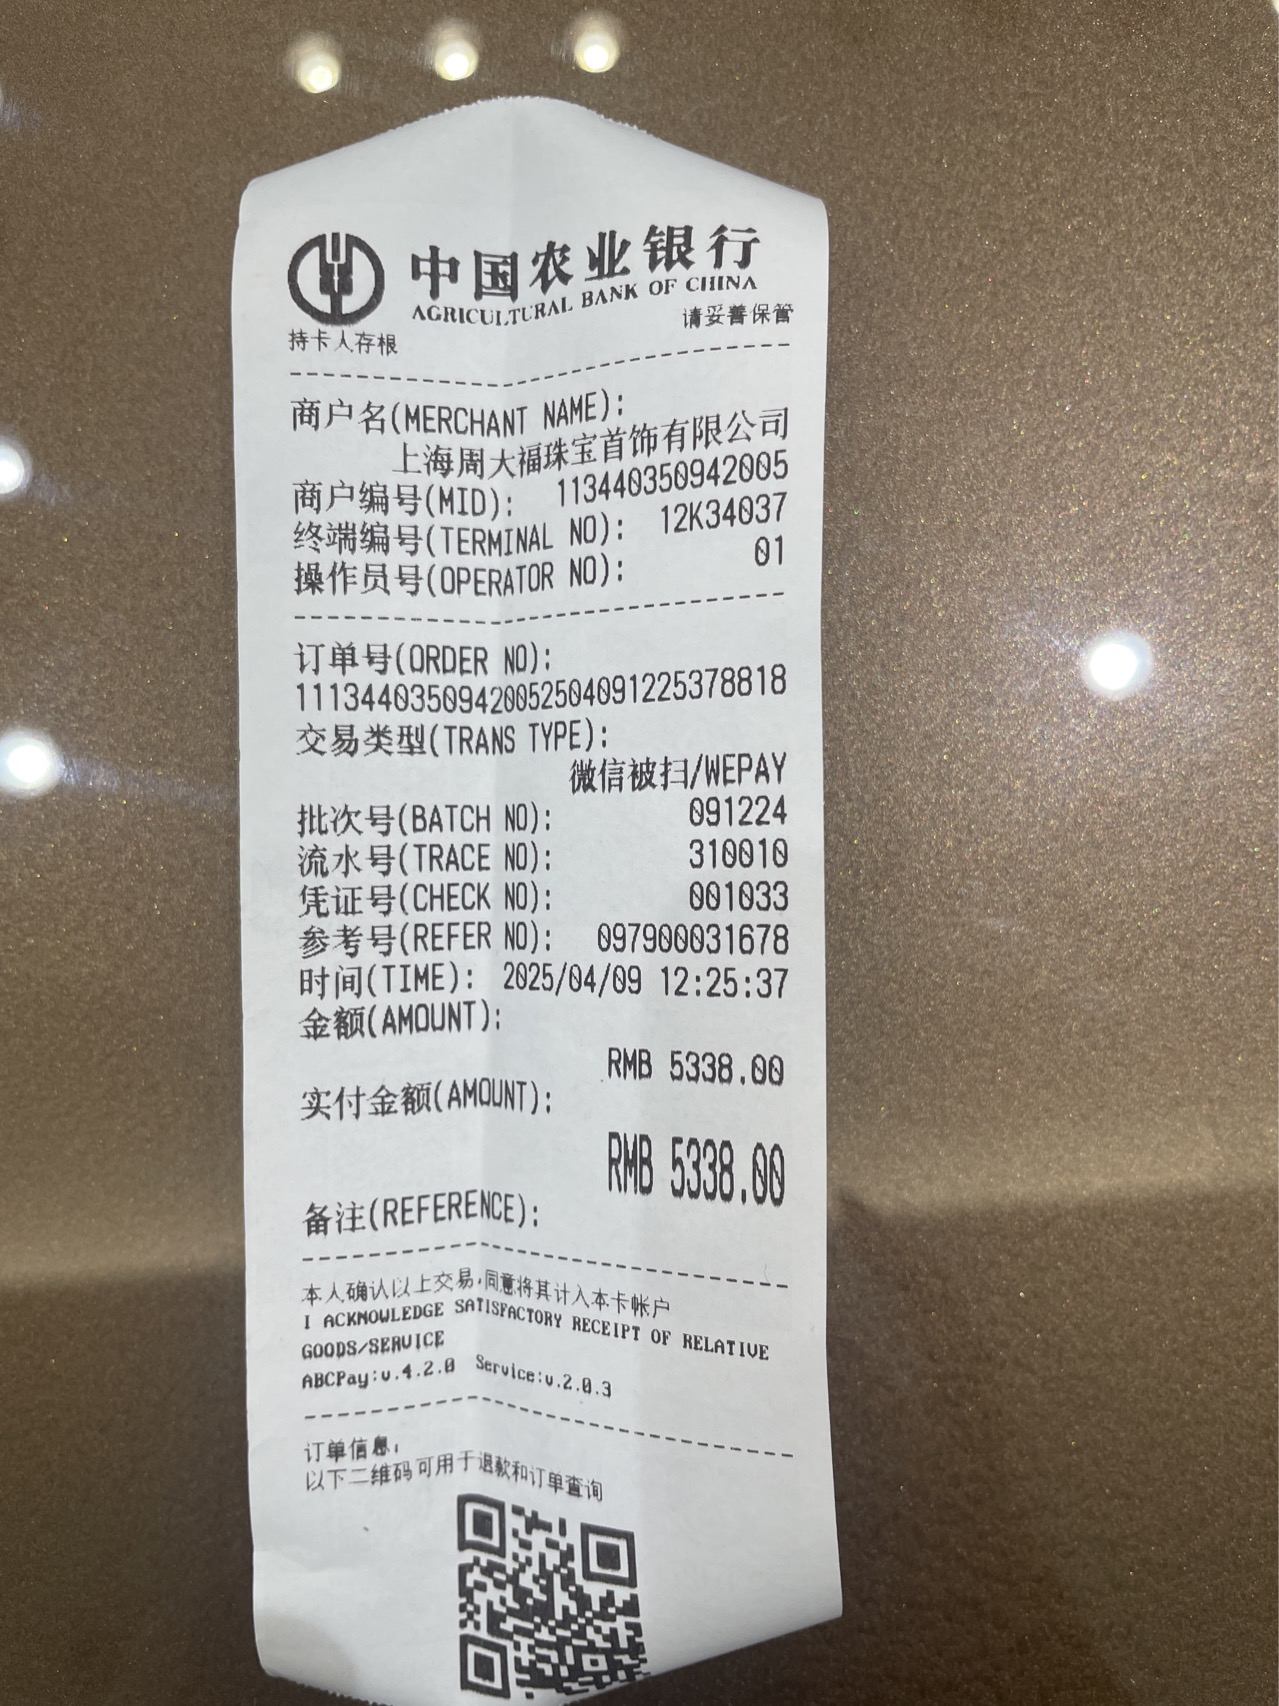 中国农业银行
AGRICULTURAL BANK OF CHINA
持卡人存根 请妥善保管
商户名(MERCHANT NAME):
上海周大福珠宝首饰有限公司
商户编号(MID): 113440350942005
终端编号(TERMINAL NO): 12K34037
操作员号(OPERATOR NO): 01
订单号(ORDER NO):
11134403509420052504091225378818
交易类型(TRANS TYPE):
微信被扫/WEPAY
批次号(BATCH NO): 091224
流水号(TRACE NO): 310010
凭证号(CHECK NO): 001033
参考号(REFER NO): 097900031678
时间(TIME): 2025/04/09 12:25:37
金额(AMOUNT):
RMB 5338.00
实付金额(AMOUNT):
RMB 5338.00
备注(REFERENCE):
本人确认以上交易,同意将其计入本卡帐户
I ACKNOWLEDGE SATISFACTORY RECEIPT OF RELATIVE
GOODS/SERVICE
ABCPay:v.4.2.0 Service:v.2.0.3
订单信息:
以下二维码可用于退款和订单查询